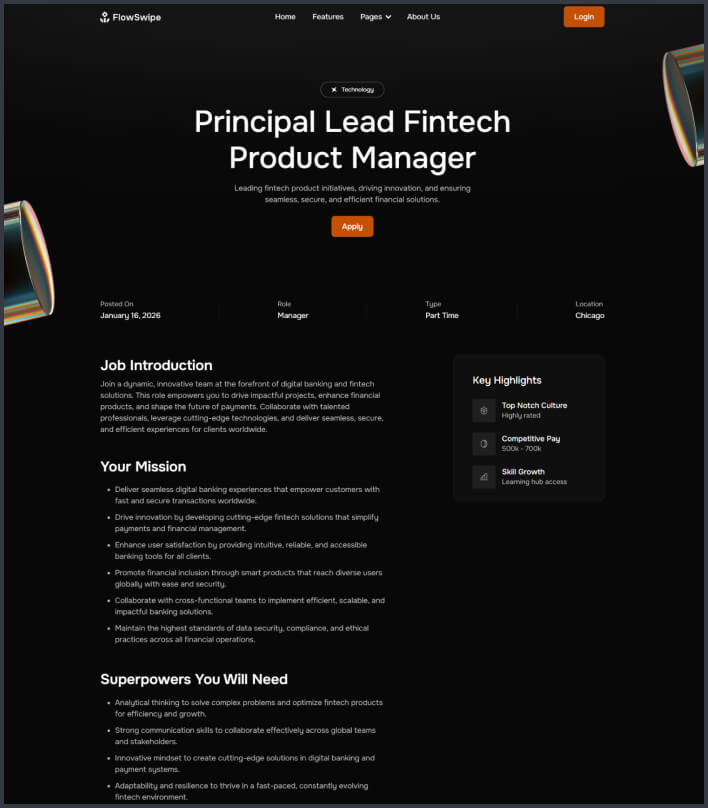 FlowSwipe
Home Features Pages About Us
Login
Technology
Principal Lead Fintech
Product Manager
Leading fintech product initiatives, driving innovation, and ensuring
seamless, secure, and efficient financial solutions.
Apply
Posted On
January 16, 2026
Role
Manager
Type
Part Time
Location
Chicago
Job Introduction
Join a dynamic, innovative team at the forefront of digital banking and fintech
solutions. This role empowers you to drive impactful projects, enhance financial
products, and shape the future of payments. Collaborate with talented
professionals, leverage cutting-edge technologies, and deliver seamless, secure,
and efficient experiences for clients worldwide.
Your Mission
• Deliver seamless digital banking experiences that empower customers with
fast and secure transactions worldwide.
• Drive innovation by developing cutting-edge fintech solutions that simplify
payments and financial management.
• Enhance user satisfaction by providing intuitive, reliable, and accessible
banking tools for all clients.
• Promote financial inclusion through smart products that reach diverse users
globally with ease and security.
• Collaborate with cross-functional teams to implement efficient, scalable, and
impactful banking solutions.
• Maintain the highest standards of data security, compliance, and ethical
practices across all financial operations.
Superpowers You Will Need
• Analytical thinking to solve complex problems and optimize fintech products
for efficiency and growth.
• Strong communication skills to collaborate effectively across global teams
and stakeholders.
• Innovative mindset to create cutting-edge solutions in digital banking and
payment systems.
• Adaptability and resilience to thrive in a fast-paced, constantly evolving
fintech environment.
Key Highlights
Top Notch Culture
Highly rated
Competitive Pay
500k - 700k
Skill Growth
Learning hub access